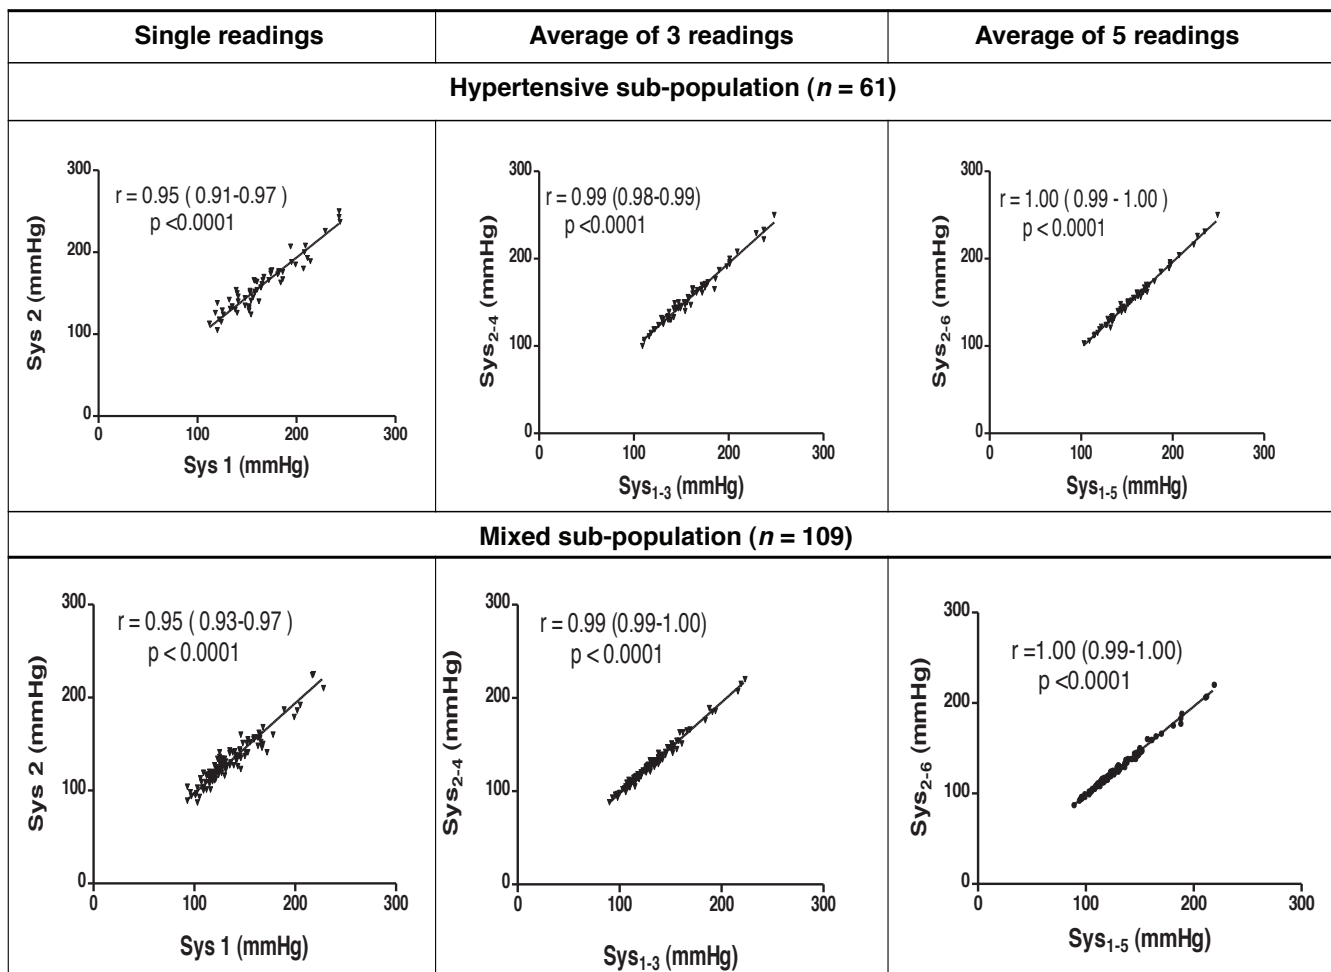 Single readings
Average of 3 readings
Average of 5 readings
Hypertensive sub-population (n = 61)
300
200
100
0
r = 0.95 ( 0.91-0.97 )
p <0.0001
Sys 2 (mmHg)
0 100 200 300
Sys 1 (mmHg)
300
200
100
0
r = 0.99 (0.98-0.99)
p <0.0001
Sys2-4 (mmHg)
0 100 200 300
Sys1-3 (mmHg)
300
200
100
0
r = 1.00 ( 0.99 - 1.00 )
p < 0.0001
Sys2-6 (mmHg)
0 100 200 300
Sys1-5 (mmHg)
Mixed sub-population (n = 109)
300
200
100
0
r = 0.95 ( 0.93-0.97 )
p < 0.0001
Sys 2 (mmHg)
0 100 200 300
Sys 1 (mmHg)
300
200
100
0
r = 0.99 (0.99-1.00)
p < 0.0001
Sys2-4 (mmHg)
0 100 200 300
Sys1-3 (mmHg)
300
200
100
0
r =1.00 (0.99-1.00)
p <0.0001
Sys2-6 (mmHg)
0 100 200 300
Sys1-5 (mmHg)